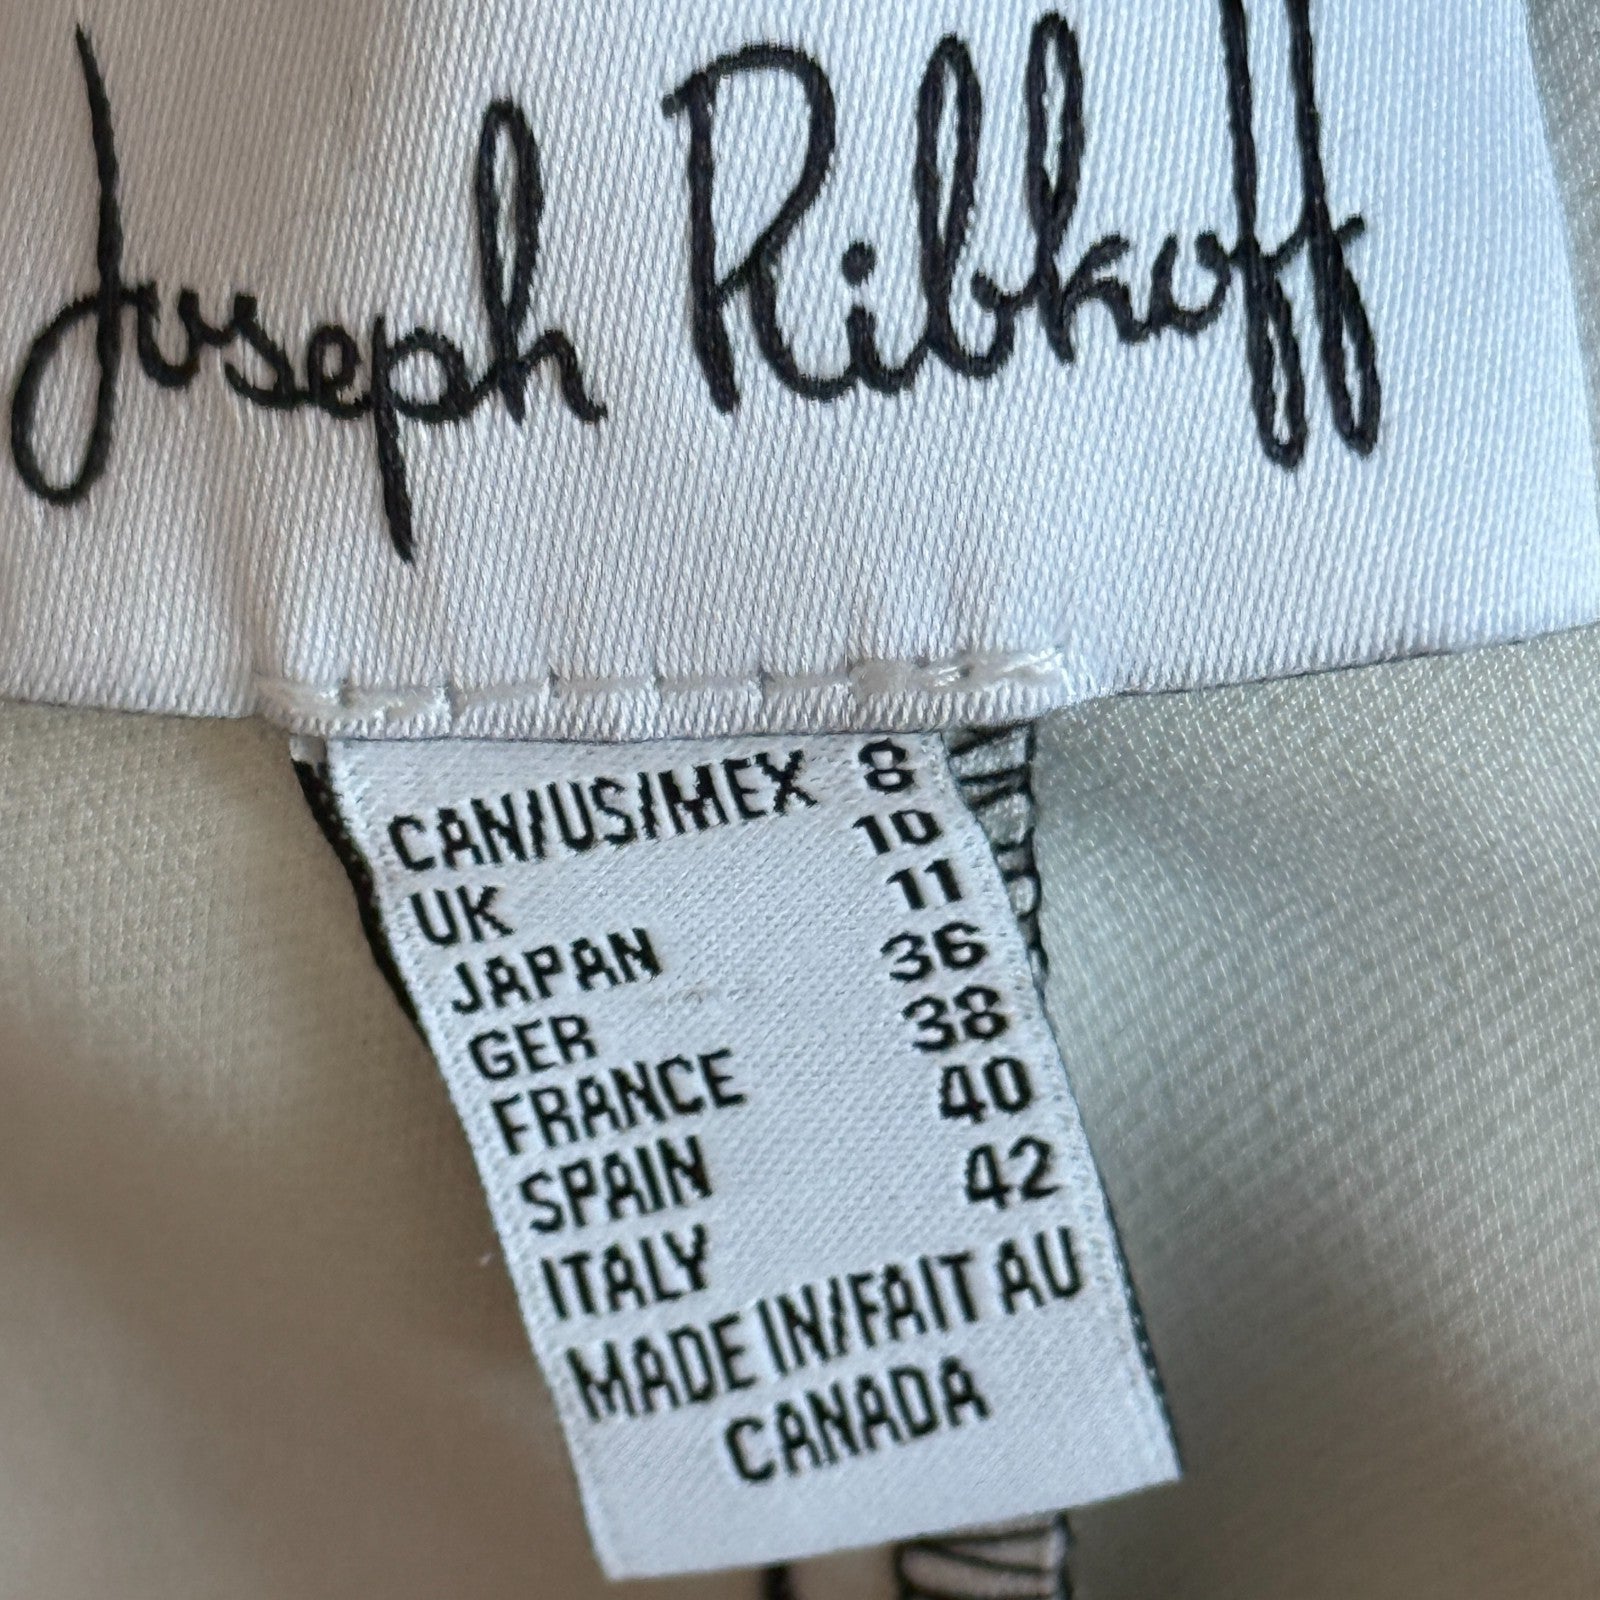 Joseph Ribkoff
CAN/US/MEX 8
UK 10
JAPAN 11
GER 36
FRANCE 38
SPAIN 40
ITALY 42
MADE IN/FAIT AU
CANADA